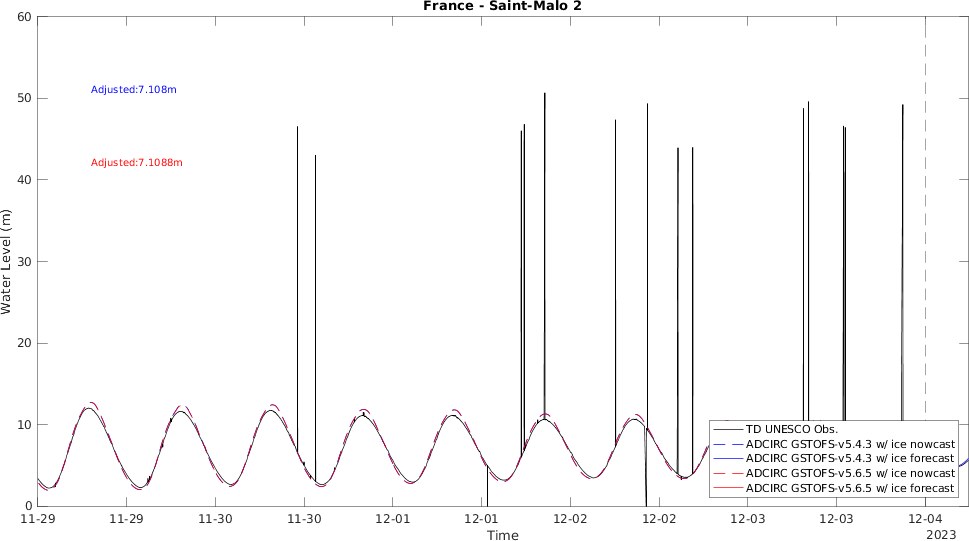 France - Saint-Malo 2
60
50
40
30
20
10
0
Water Level (m)
Adjusted:7.108m
Adjusted:7.1088m
TD UNESCO Obs.
ADCIRC GSTOFS-v5.4.3 w/ ice nowcast
ADCIRC GSTOFS-v5.4.3 w/ ice forecast
ADCIRC GSTOFS-v5.6.5 w/ ice nowcast
ADCIRC GSTOFS-v5.6.5 w/ ice forecast
11-29 11-29 11-30 11-30 12-01 12-01 12-02 12-02 12-03 12-03 12-04
Time
2023